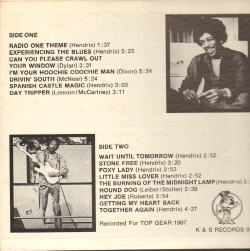 SIDE ONE
RADIO ONE THEME (Hendrix) 1:37
EXPERIENCING THE BLUES (Hendrix) 5:23
CAN YOU PLEASE CRAWL OUT
YOUR WINDOW (Dylan) 3:31
I'M YOUR HOOCHIE COOCHIE MAN (Dixon) 5:24
DRIVIN' SOUTH (McNear) 5:24
SPANISH CASTLE MAGIC (Hendrix) 3:03
DAY TRIPPER (Lennon/McCartney) 3:11
SIDE TWO
WAIT UNTIL TOMORROW (Hendrix) 2:52
STONE FREE (Hendrix) 3:20
FOXY LADY (Hendrix) 2:53
LITTLE MISS LOVER (Hendrix) 2:52
THE BURNING OF THE MIDNIGHT LAMP (Hendrix) 3
HOUND DOG (Leiber/Stoller) 2:39
HEY JOE (Roberts) 3:54
GETTING MY HEART BACK
TOGETHER AGAIN (Hendrix) 4:27
Recorded For TOP GEAR 1967
K & S RECORDS